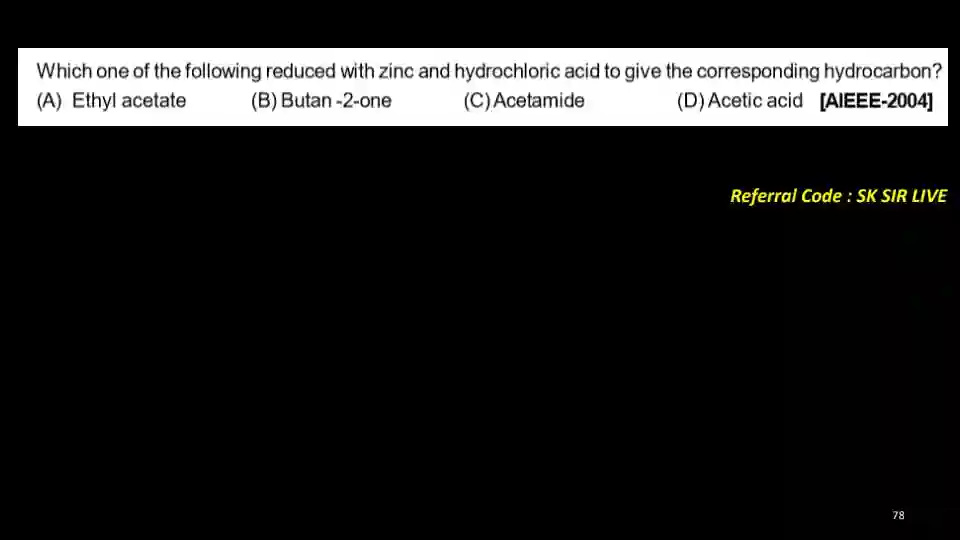 Which one of the following reduced with zinc and hydrochloric acid to give the corresponding hydrocarbon?
(A) Ethyl acetate (B) Butan -2-one (C) Acetamide (D) Acetic acid [AIEEE-2004]
Referral Code : SK SIR LIVE
78